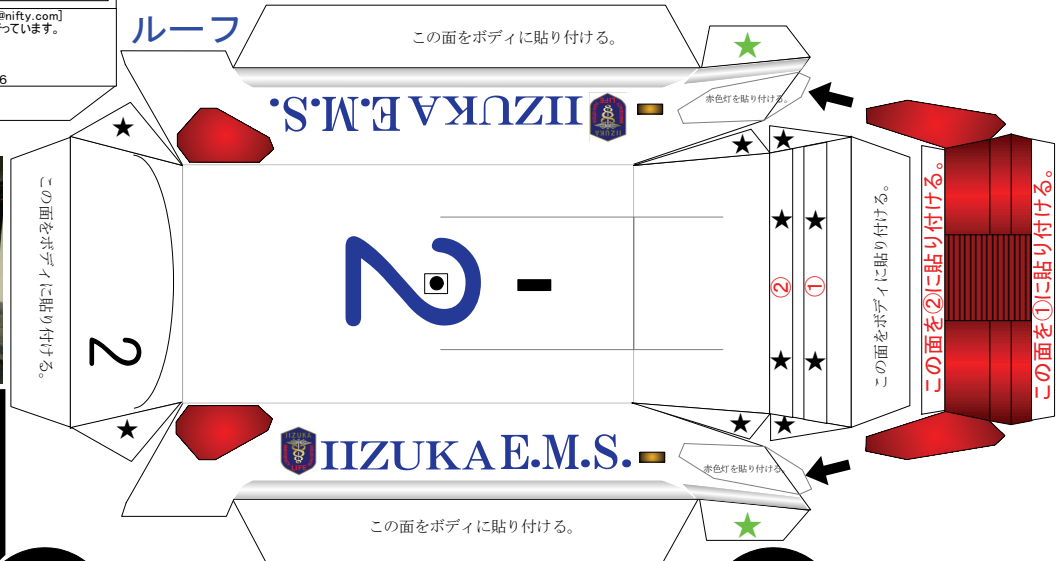 @nifty.com]
っています。
6
ルーフ
この面をボディに貼り付ける。
★
赤色灯を貼り付ける。
IIZUKA E.M.S.
IIZUKA
LIFE
★
★
★
この面をボディに貼り付ける。
2
2
★
★
②
①
★
★
この面をボディに貼り付ける。
この面を②に貼り付ける。
この面を①に貼り付ける。
★
★
★
IIZUKA
LIFE
IIZUKA E.M.S.
赤色灯を貼り付ける
この面をボディに貼り付ける。
★